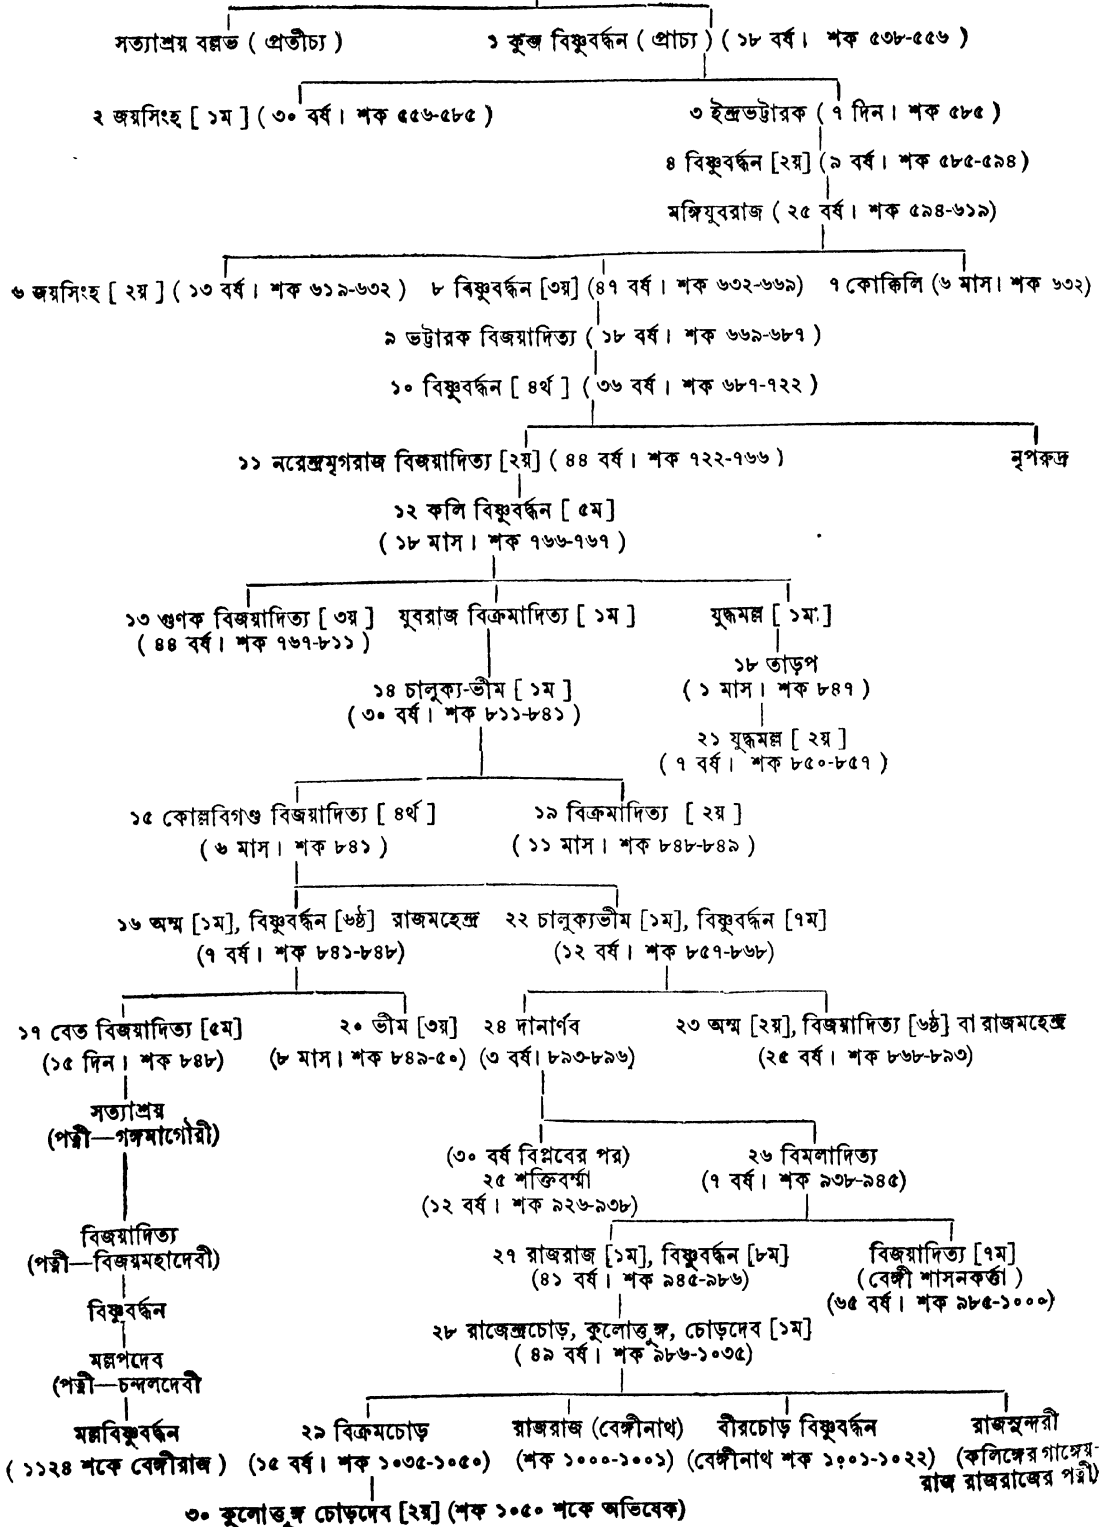 সত্যাশ্রয় বল্লভ ( প্রতীচ্য ) ১ কুব্জ বিষ্ণুবর্দ্ধন ( প্রাচ্য ) ( ১৮ বর্ষ। শক ৫৩৮-৫৫৬ )
২ জয়সিংহ [ ১ম ] ( ৩০ বর্ষ। শক ৫৫৬-৫৮৫ ) ৩ ইন্দ্রভট্টারক ( ৭ দিন। শক ৫৮৫ )
৪ বিষ্ণুবর্দ্ধন [২য়] (৯ বর্ষ। শক ৫৮৫-৫৯৪)
মঙ্গিযুবরাজ ( ২৫ বর্ষ। শক ৫৯৪-৬১৯)
৬ জয়সিংহ [ ২য় ] ( ১৩ বর্ষ। শক ৬১৯-৬৩২ ) ৮ বিষ্ণুবর্দ্ধন [৩য়] (৪৭ বর্ষ। শক ৬৩২-৬৬৯) ৭ কোক্কিলি (৬ মাস। শক ৬৩২)
৯ ভট্টারক বিজয়াদিত্য ( ১৮ বর্ষ। শক ৬৬৯-৬৮৭ )
১০ বিষ্ণুবর্দ্ধন [ ৪র্থ ] ( ৩৬ বর্ষ। শক ৬৮৭-৭২২ )
১১ নরেন্দ্রমৃগরাজ বিজয়াদিত্য [২য়] ( ৪৪ বর্ষ। শক ৭২২-৭৬৬ ) নৃপরুদ্র
১২ কলি বিষ্ণুবর্দ্ধন [ ৫ম ]
( ১৮ মাস। শক ৭৬৬-৭৬৭ )
১৩ গুণক বিজয়াদিত্য [ ৩য় ] যুবরাজ বিক্রমাদিত্য [ ১ম ] যুদ্ধমল্ল [ ১ম ]
( ৪৪ বর্ষ। শক ৭৬৭-৮১১ )
১৮ তাড়প
১৪ চালুক্য-ভীম [ ১ম ] ( ১ মাস। শক ৮৪৭ )
( ৩০ বর্ষ। শক ৮১১-৮৪১ )
২১ যুদ্ধমল্ল [ ২য় ]
( ৭ বর্ষ। শক ৮৫০-৮৫৭ )
১৫ কোল্লবিগণ্ড বিজয়াদিত্য [ ৪র্থ ] ১৯ বিক্রমাদিত্য [ ২য় ]
( ৬ মাস। শক ৮৪১ ) ( ১১ মাস। শক ৮৪৮-৮৪৯ )
১৬ অম্ম [১ম], বিষ্ণুবর্দ্ধন [৬ষ্ঠ] রাজমহেন্দ্র ২২ চালুক্যভীম [১ম], বিষ্ণুবর্দ্ধন [৭ম]
(৭ বর্ষ। শক ৮৪১-৮৪৮) (১২ বর্ষ। শক ৮৫৭-৮৬৮)
১৭ বেত বিজয়াদিত্য [৫ম] ২০ ভীম [৩য়] ২৪ দানার্ণব ২৩ অম্ম [২য়], বিজয়াদিত্য [৬ষ্ঠ] বা রাজমহেন্দ্র
(১৫ দিন। শক ৮৪৮) (৮ মাস। শক ৮৪৯-৫০) (৩ বর্ষ। ৮৯৩-৮৯৬) (২৫ বর্ষ। শক ৮৬৮-৮৯৩)
সত্যাশ্রয়
(পত্নী—গঙ্গমাগৌরী)
(৩০ বর্ষ বিপ্লবের পর) ২৬ বিমলাদিত্য
২৫ শক্তিবর্ম্মা (৭ বর্ষ। শক ৯৩৮-৯৪৫)
(১২ বর্ষ। শক ৯২৬-৯৩৮)
বিজয়াদিত্য ২৭ রাজরাজ [১ম], বিষ্ণুবর্দ্ধন [৮ম] বিজয়াদিত্য [৭ম]
(পত্নী—বিজয়মহাদেবী) (৪১ বর্ষ। শক ৯৪৫-৯৮৬) (বেঙ্গী শাসনকর্ত্তা )
(৬৫ বর্ষ। শক ৯৮৫-১০০০)
বিষ্ণুবর্দ্ধন
২৮ রাজেন্দ্রচোড়, কুলোত্তুঙ্গ, চোড়দেব [১ম]
( ৪৯ বর্ষ। শক ৯৮৬-১০৩৫)
মল্লপদেব
(পত্নী—চন্দলদেবী
মল্লবিষ্ণুবর্দ্ধন ২৯ বিক্রমচোড় রাজরাজ (বেঙ্গীনাথ) বীরচোড় বিষ্ণুবর্দ্ধন রাজসুন্দরী
( ১১২৪ শকে বেঙ্গীরাজ ) (১৫ বর্ষ। শক ১০৩৫-১০৫০) (শক ১০০০-১০০১) (বেঙ্গীনাথ শক ১০০১-১০২২) (কলিঙ্গের গাঙ্গেয়-
রাজ রাজরাজের পত্নী)
৩০ কুলোত্তুঙ্গ চোড়দেব [২য়] (শক ১০৫০ শকে অভিষেক)